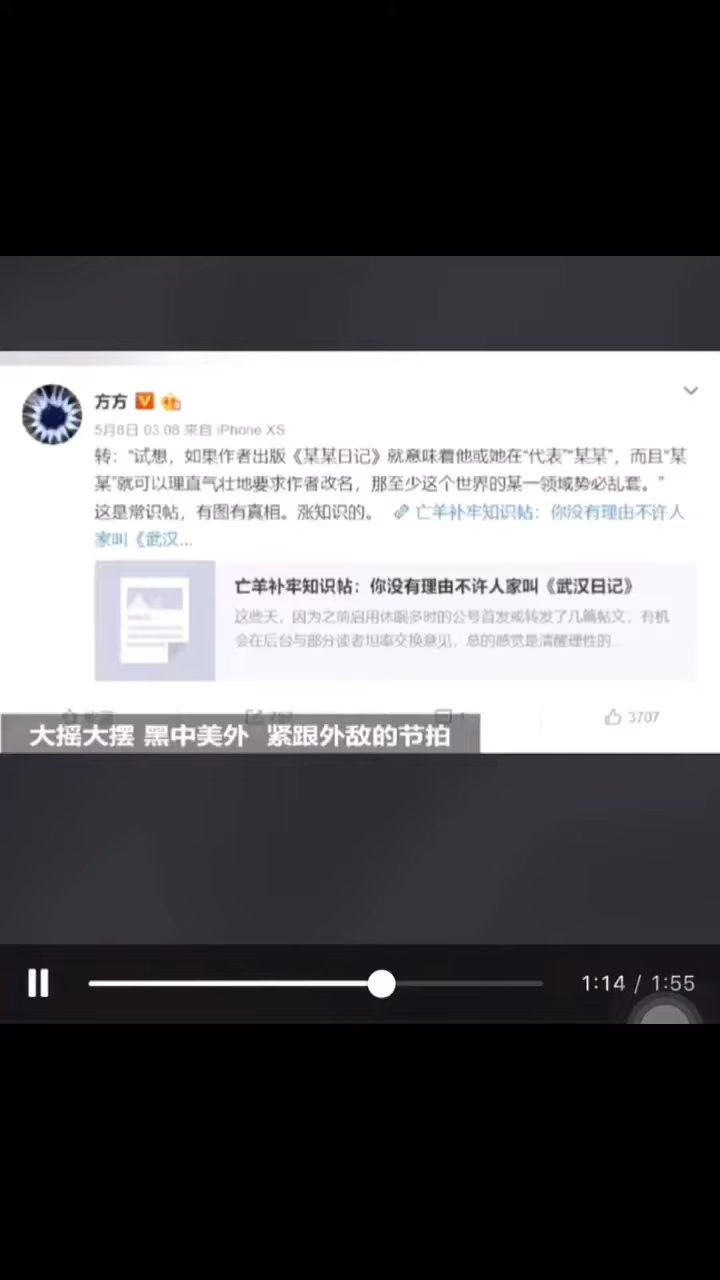 方方
5月8日 03:08 来自 iPhone XS
转：“试想，如果作者出版《某某日记》就意味着他或她在“代表”“某某”，而且“某
某”就可以理直气壮地要求作者改名，那至少这个世界的某一领域势必乱套。”
这是常识帖，有图有真相。涨知识的。 亡羊补牢知识帖：你没有理由不许人
家叫《武汉...
亡羊补牢知识帖：你没有理由不许人家叫《武汉日记》
这些天，因为之前启用休眠多时的公号首发或转发了几篇帖文，有机
会在后台与部分读者坦率交换意见，总的感觉是清醒理性的...
3707
大摇大摆 黑中美外 紧跟外敌的节拍
1:14 / 1:55